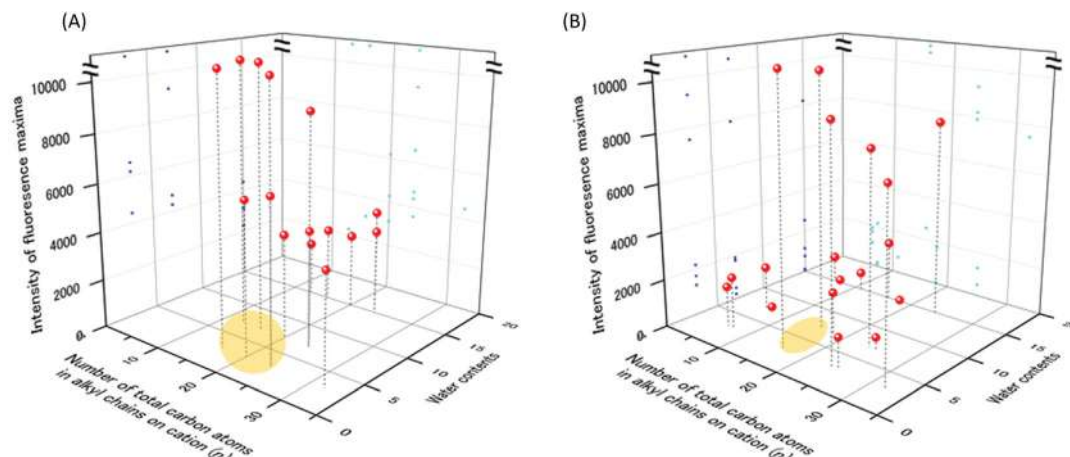 (A)
(B)
Intensity of fluoresence maxima
10000
8000
6000
4000
2000
0
10
20
30
Number of total carbon atoms
in alkyl chains on cation (n)
0
5
10
15
20
Water contents
Intensity of fluoresence maxima
10000
8000
6000
4000
2000
0
10
20
30
Number of total carbon atoms
in alkyl chains on cation
0
5
10
15
Water contents